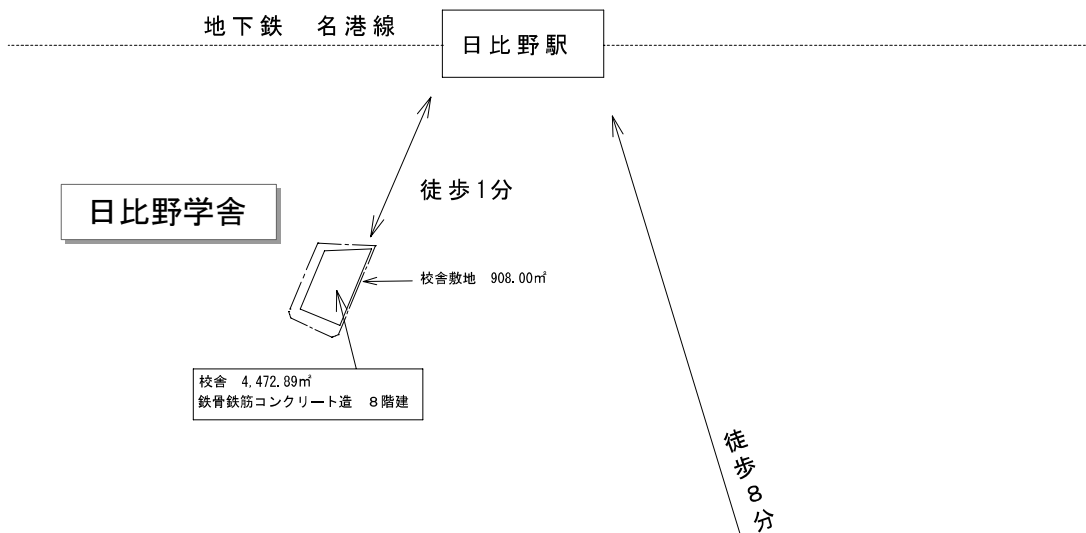 地下鉄　名港線
日比野駅
徒歩1分
日比野学舎
校舎敷地　908.00㎡
校舎　4,472.89㎡
鉄骨鉄筋コンクリート造　８階建
徒歩８分